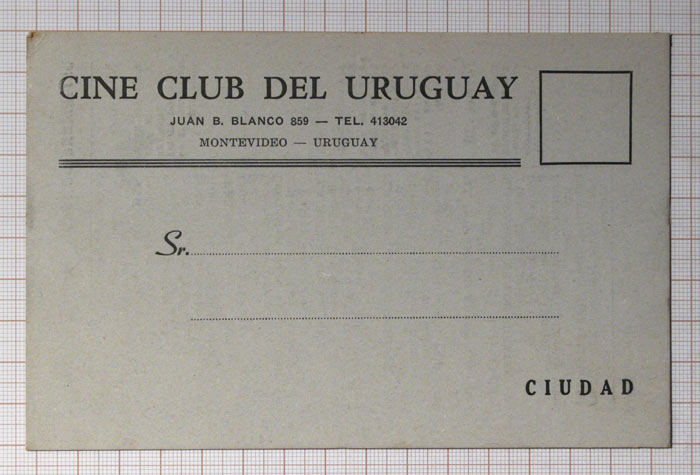 CINE CLUB DEL URUGUAY
JUAN B. BLANCO 859 — TEL. 413042
MONTEVIDEO — URUGUAY
Sr.
CIUDAD